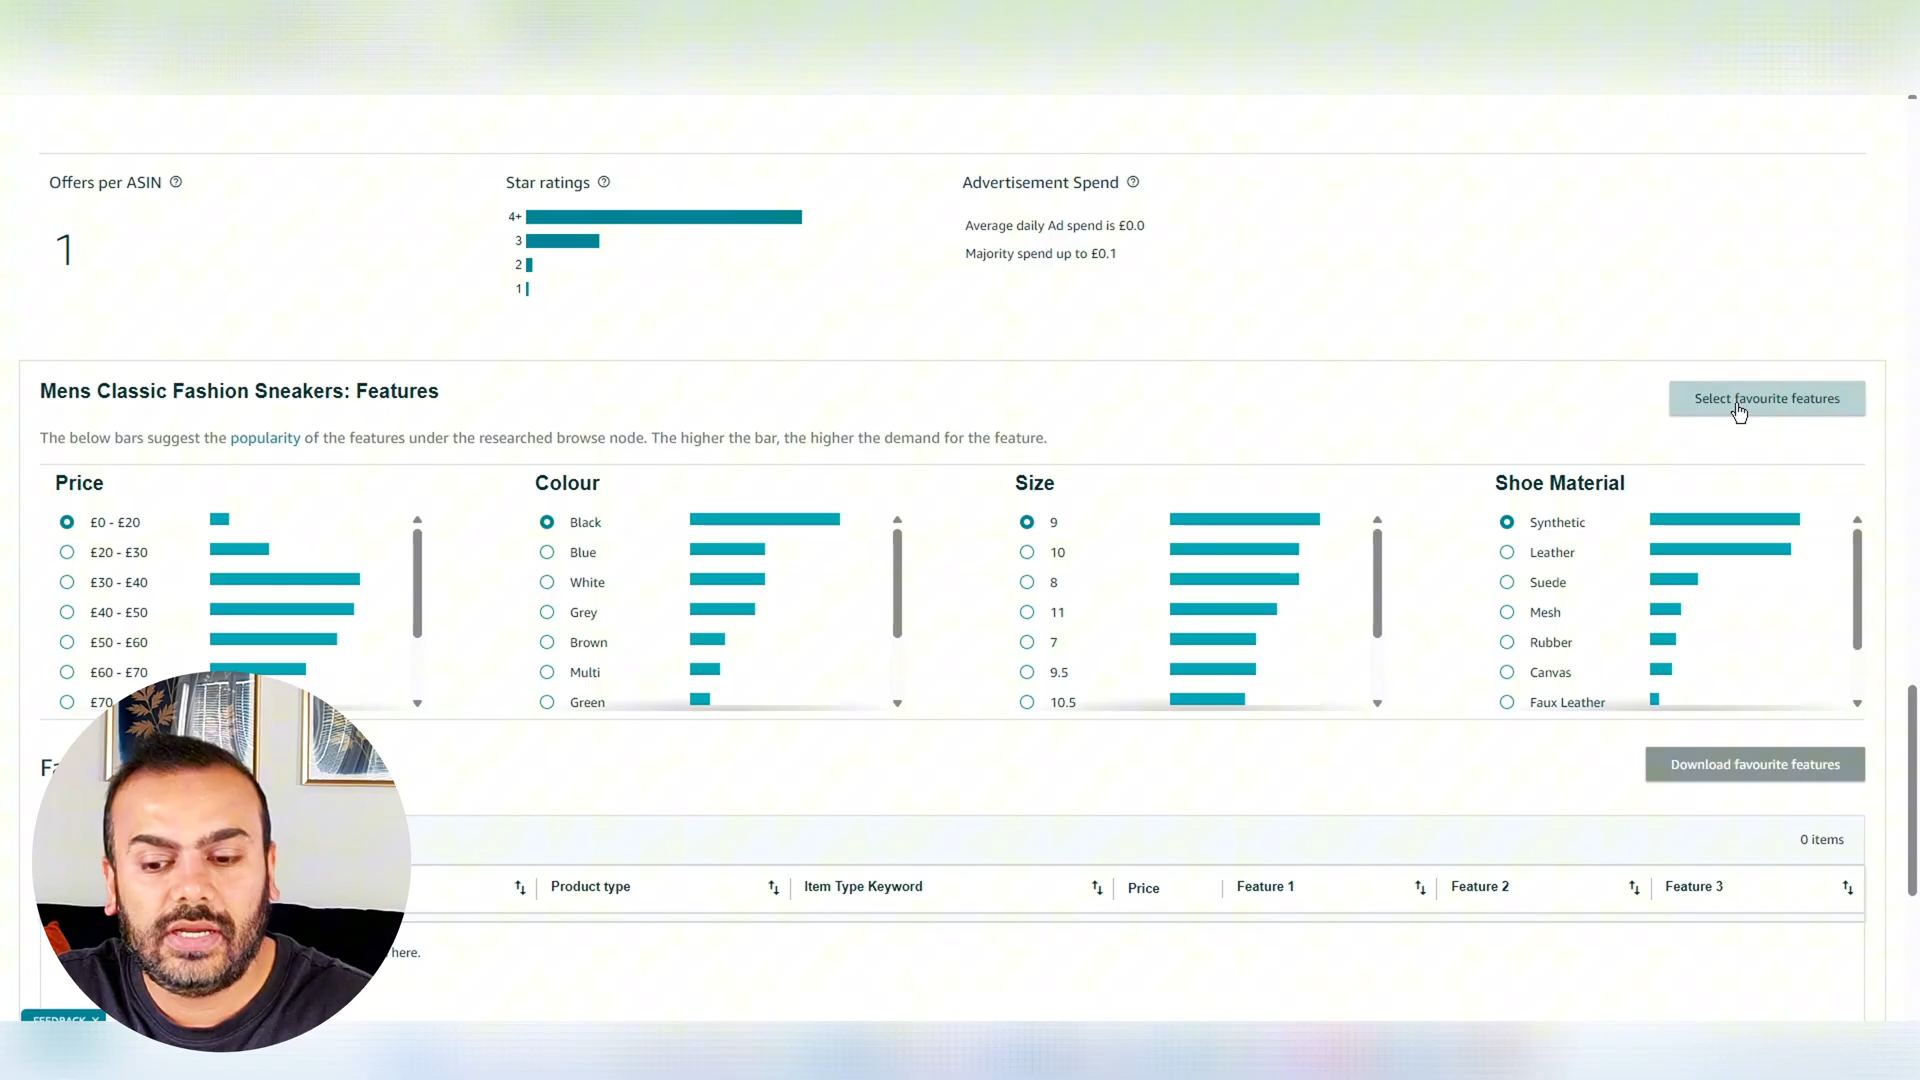 Offers per ASIN
1
Star ratings
4+
3
2
1
Advertisement Spend
Average daily Ad spend is £0.0
Majority spend up to £0.1
Mens Classic Fashion Sneakers: Features
Select favourite features
The below bars suggest the popularity of the features under the researched browse node. The higher the bar, the higher the demand for the feature.
Price
£0 - £20
£20 - £30
£30 - £40
£40 - £50
£50 - £60
£60 - £70
£70
Colour
Black
Blue
White
Grey
Brown
Multi
Green
Size
9
10
8
11
7
9.5
10.5
Shoe Material
Synthetic
Leather
Suede
Mesh
Rubber
Canvas
Faux Leather
Download favourite features
0 items
Product type
Item Type Keyword
Price
Feature 1
Feature 2
Feature 3
here.
FEEDBACK